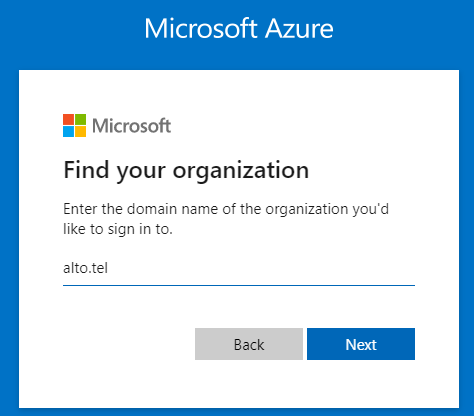 Microsoft Azure
Microsoft
Find your organization
Enter the domain name of the organization you'd
like to sign in to.
alto.tel
Back
Next